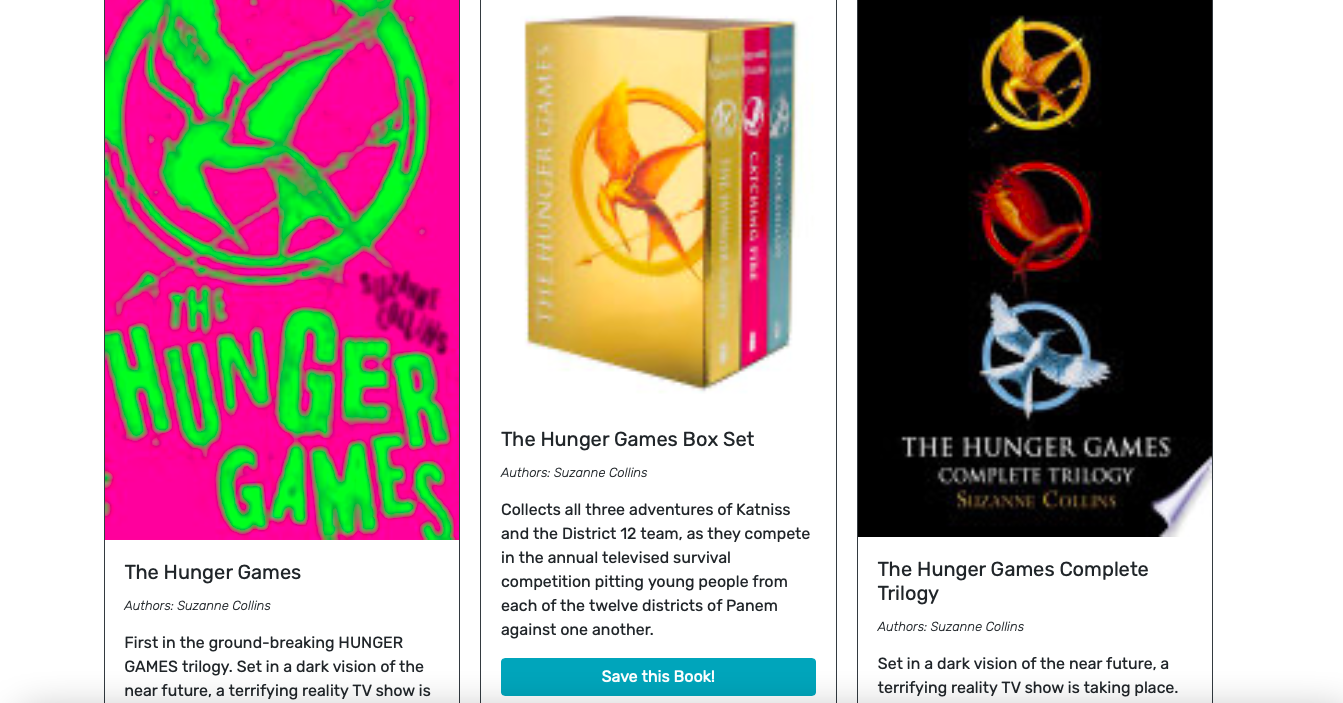 SUZANNE
COLLINS
THE
HUNGER
GAMES
The Hunger Games
Authors: Suzanne Collins
First in the ground-breaking HUNGER
GAMES trilogy. Set in a dark vision of the
near future, a terrifying reality TV show is
THE HUNGER GAMES
THE HUNGER GAMES
CATCHING FIRE
MOCKINGJAY
The Hunger Games Box Set
Authors: Suzanne Collins
Collects all three adventures of Katniss
and the District 12 team, as they compete
in the annual televised survival
competition pitting young people from
each of the twelve districts of Panem
against one another.
Save this Book!
THE HUNGER GAMES
COMPLETE TRILOGY
SUZANNE COLLINS
The Hunger Games Complete
Trilogy
Authors: Suzanne Collins
Set in a dark vision of the near future, a
terrifying reality TV show is taking place.